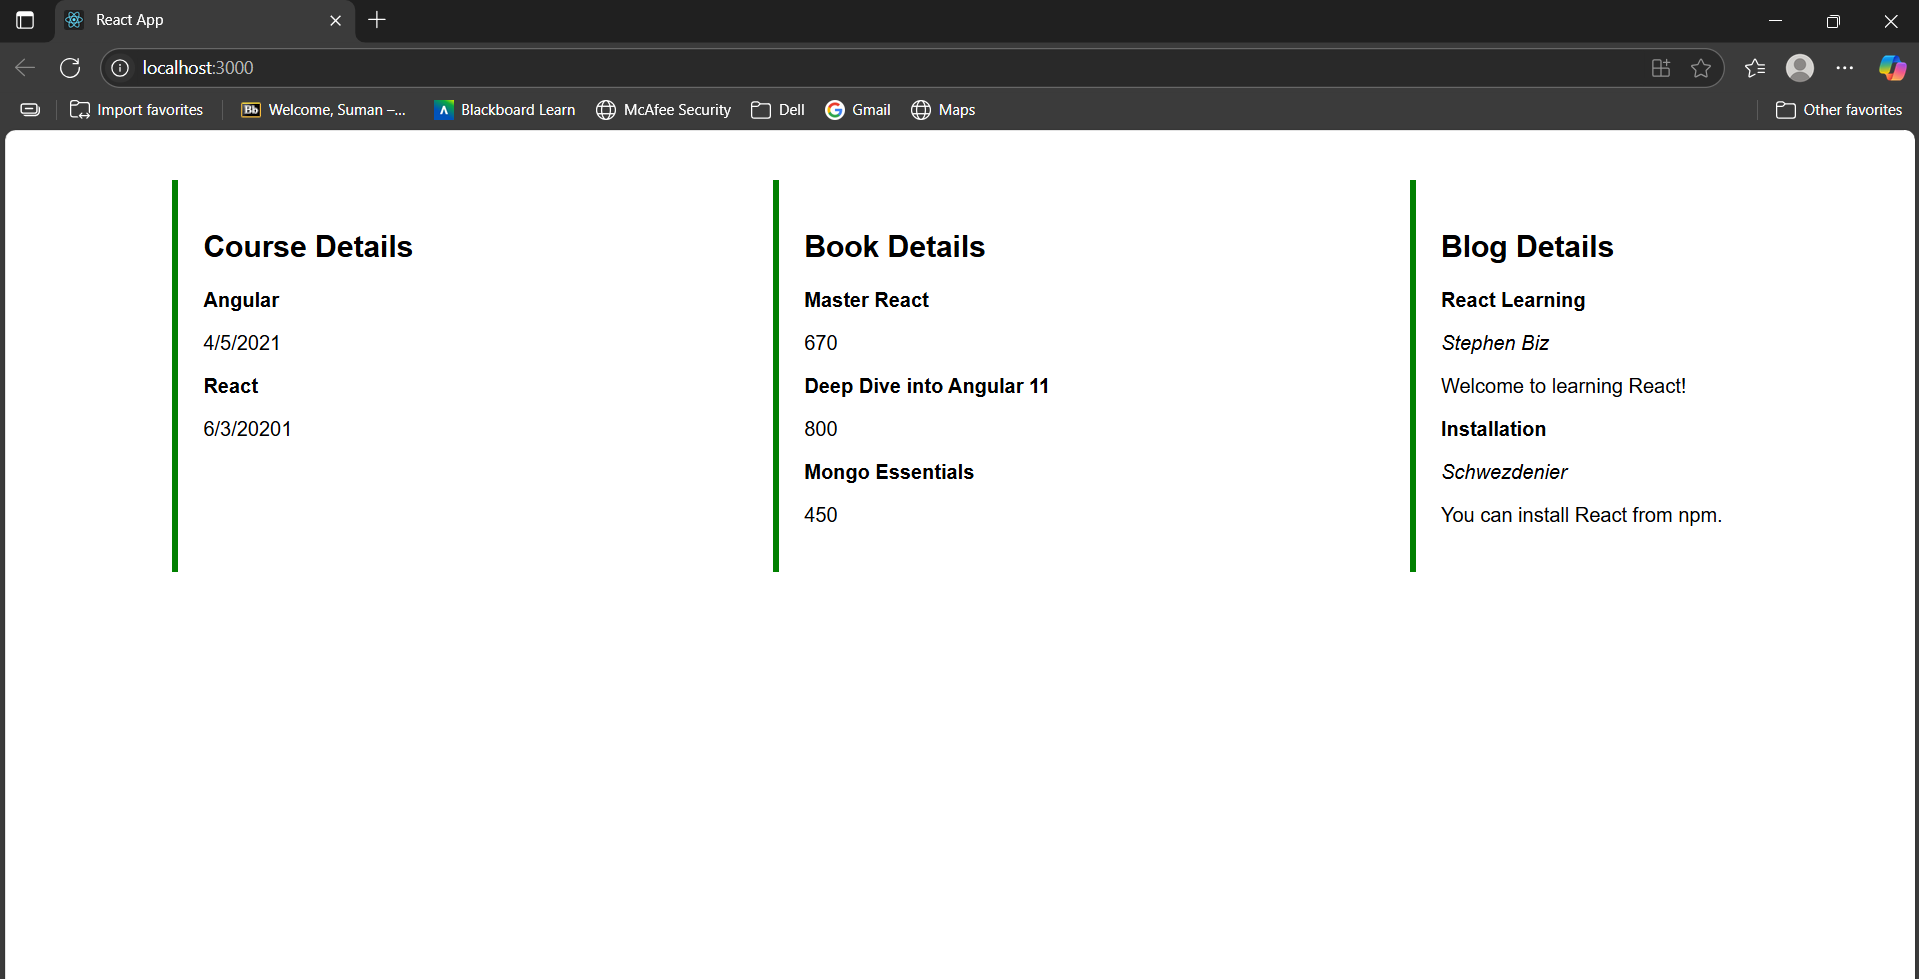 React App
localhost:3000
Import favorites
Bb Welcome, Suman –...
Blackboard Learn
McAfee Security
Dell
Gmail
Maps
Other favorites
Course Details
Angular
4/5/2021
React
6/3/20201
Book Details
Master React
670
Deep Dive into Angular 11
800
Mongo Essentials
450
Blog Details
React Learning
Stephen Biz
Welcome to learning React!
Installation
Schwezdenier
You can install React from npm.